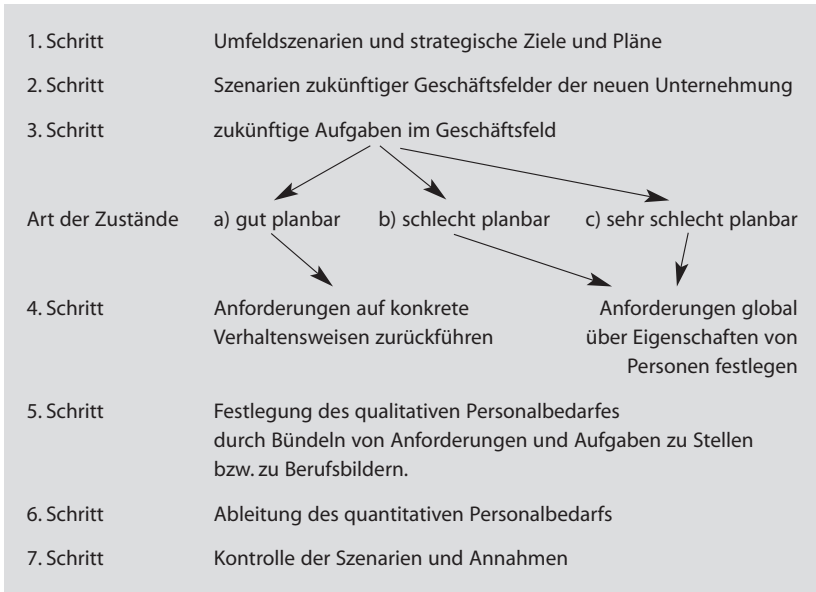 1. Schritt Umfeldszenarien und strategische Ziele und Pläne
2. Schritt Szenarien zukünftiger Geschäftsfelder der neuen Unternehmung
3. Schritt zukünftige Aufgaben im Geschäftsfeld
Art der Zustände a) gut planbar b) schlecht planbar c) sehr schlecht planbar
4. Schritt Anforderungen auf konkrete Anforderungen global
Verhaltensweisen zurückführen über Eigenschaften von
Personen festlegen
5. Schritt Festlegung des qualitativen Personalbedarfes
durch Bündeln von Anforderungen und Aufgaben zu Stellen
bzw. zu Berufsbildern.
6. Schritt Ableitung des quantitativen Personalbedarfs
7. Schritt Kontrolle der Szenarien und Annahmen